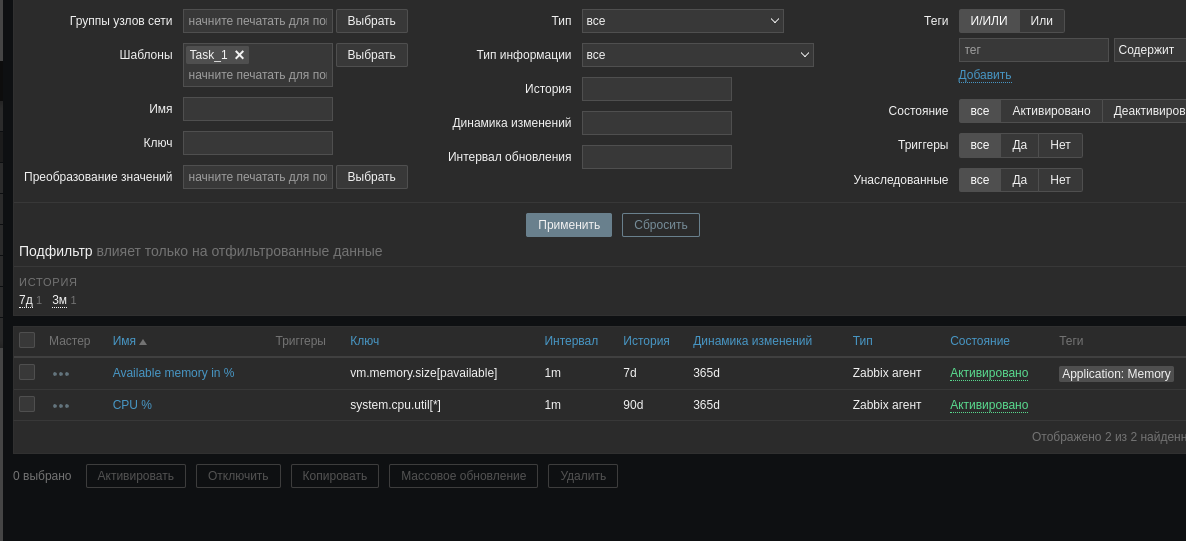 Группы узлов сети начните печатать для пои Выбрать Тип все Теги И/ИЛИ Или
Шаблоны Task_1 Выбрать Тип информации все тег Содержит
начните печатать для пои Добавить
История
Имя Состояние все Активировано Деактивиров
Динамика изменений
Ключ Триггеры все Да Нет
Интервал обновления
Преобразование значений начните печатать для пои Выбрать Унаследованные все Да Нет
Применить Сбросить
Подфильтр влияет только на отфильтрованные данные
ИСТОРИЯ
7д 1 3м 1
Мастер Имя Триггеры Ключ Интервал История Динамика изменений Тип Состояние Теги
Available memory in % vm.memory.size[pavailable] 1m 7d 365d Zabbix агент Активировано Application: Memory
CPU % system.cpu.util[*] 1m 90d 365d Zabbix агент Активировано
Отображено 2 из 2 найденн
0 выбрано Активировать Отключить Копировать Массовое обновление Удалить